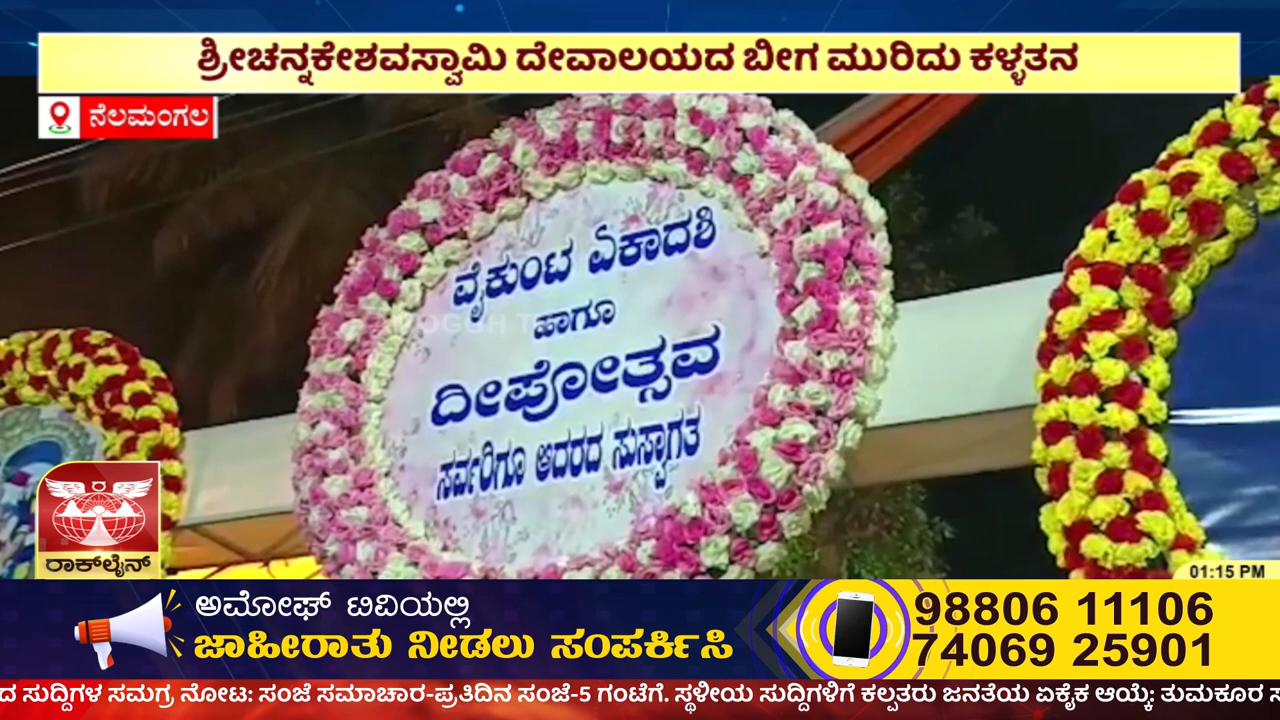 ಶ್ರೀಚನ್ನಕೇಶವಸ್ವಾಮಿ ದೇವಾಲಯದ ಬೀಗ ಮುರಿದು ಕಳ್ಳತನ
ನೆಲಮಂಗಲ
ವೈಕುಂಟ ಏಕಾದಶಿ
ಹಾಗೂ
ದೀಪೋತ್ಸವ
ಸರ್ವರಿಗೂ ಆದರದ ಸುಸ್ವಾಗತ
ರಾಕ್‌ಲೈನ್
01:15 PM
ಅಮೋಘ್ ಟಿವಿಯಲ್ಲಿ
ಜಾಹೀರಾತು ನೀಡಲು ಸಂಪರ್ಕಿಸಿ
98806 11106
74069 25901
ದ ಸುದ್ದಿಗಳ ಸಮಗ್ರ ನೋಟ: ಸಂಜೆ ಸಮಾಚಾರ-ಪ್ರತಿದಿನ ಸಂಜೆ-5 ಗಂಟೆಗೆ. ಸ್ಥಳೀಯ ಸುದ್ದಿಗಳಿಗೆ ಕಲ್ಪತರು ಜನತೆಯ ಏಕೈಕ ಆಯ್ಕೆ: ತುಮಕೂರ